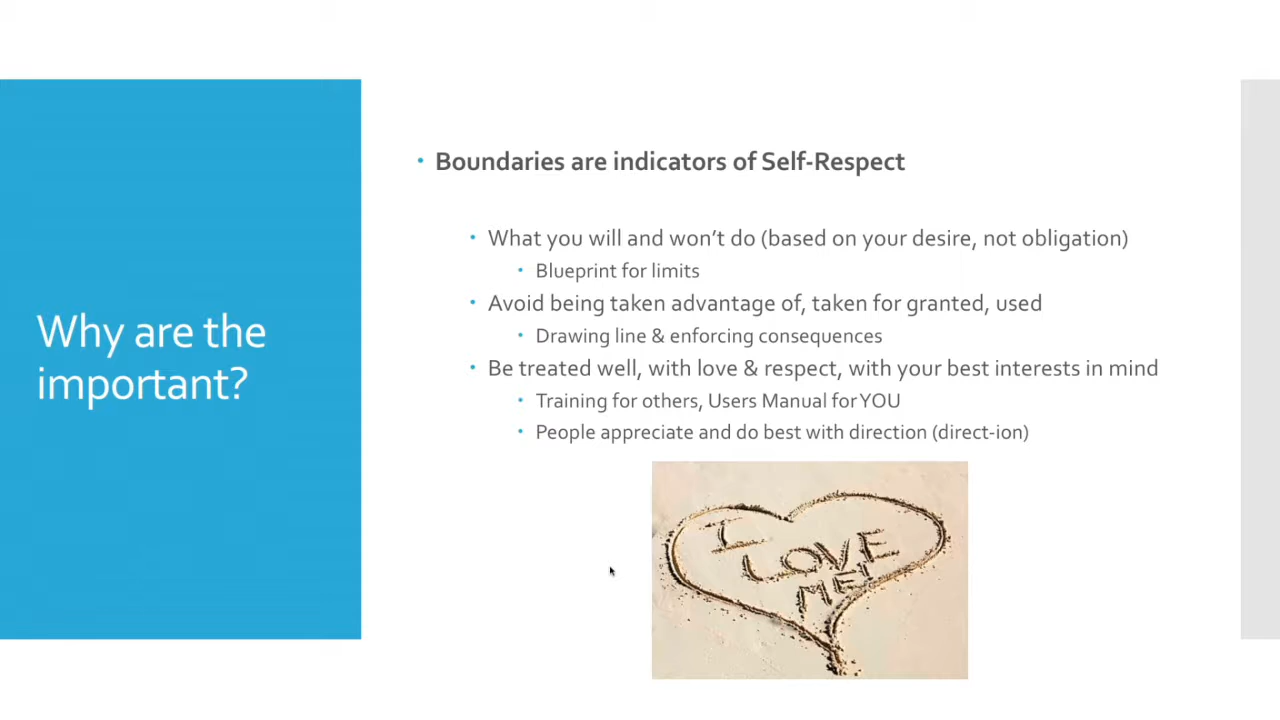 Why are the
important?
Boundaries are indicators of Self-Respect
What you will and won't do (based on your desire, not obligation)
Blueprint for limits
Avoid being taken advantage of, taken for granted, used
Drawing line & enforcing consequences
Be treated well, with love & respect, with your best interests in mind
Training for others, Users Manual for YOU
People appreciate and do best with direction (direct-ion)
I
LOVE
ME!